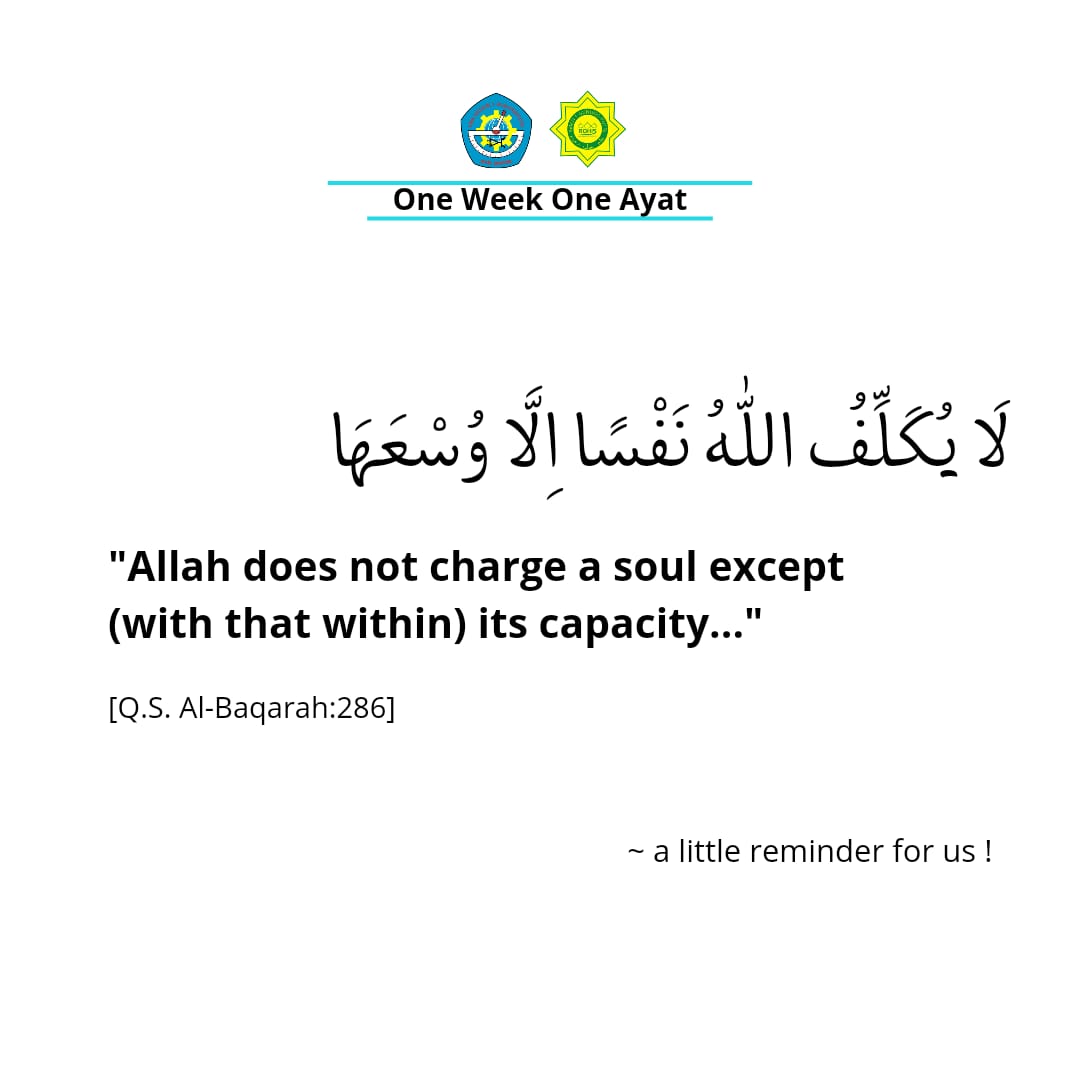 One Week One Ayat
لَا يُكَلِّفُ اللّٰهُ نَفْسًا اِلَّا وُسْعَهَا
"Allah does not charge a soul except
(with that within) its capacity..."
[Q.S. Al-Baqarah:286]
~ a little reminder for us !